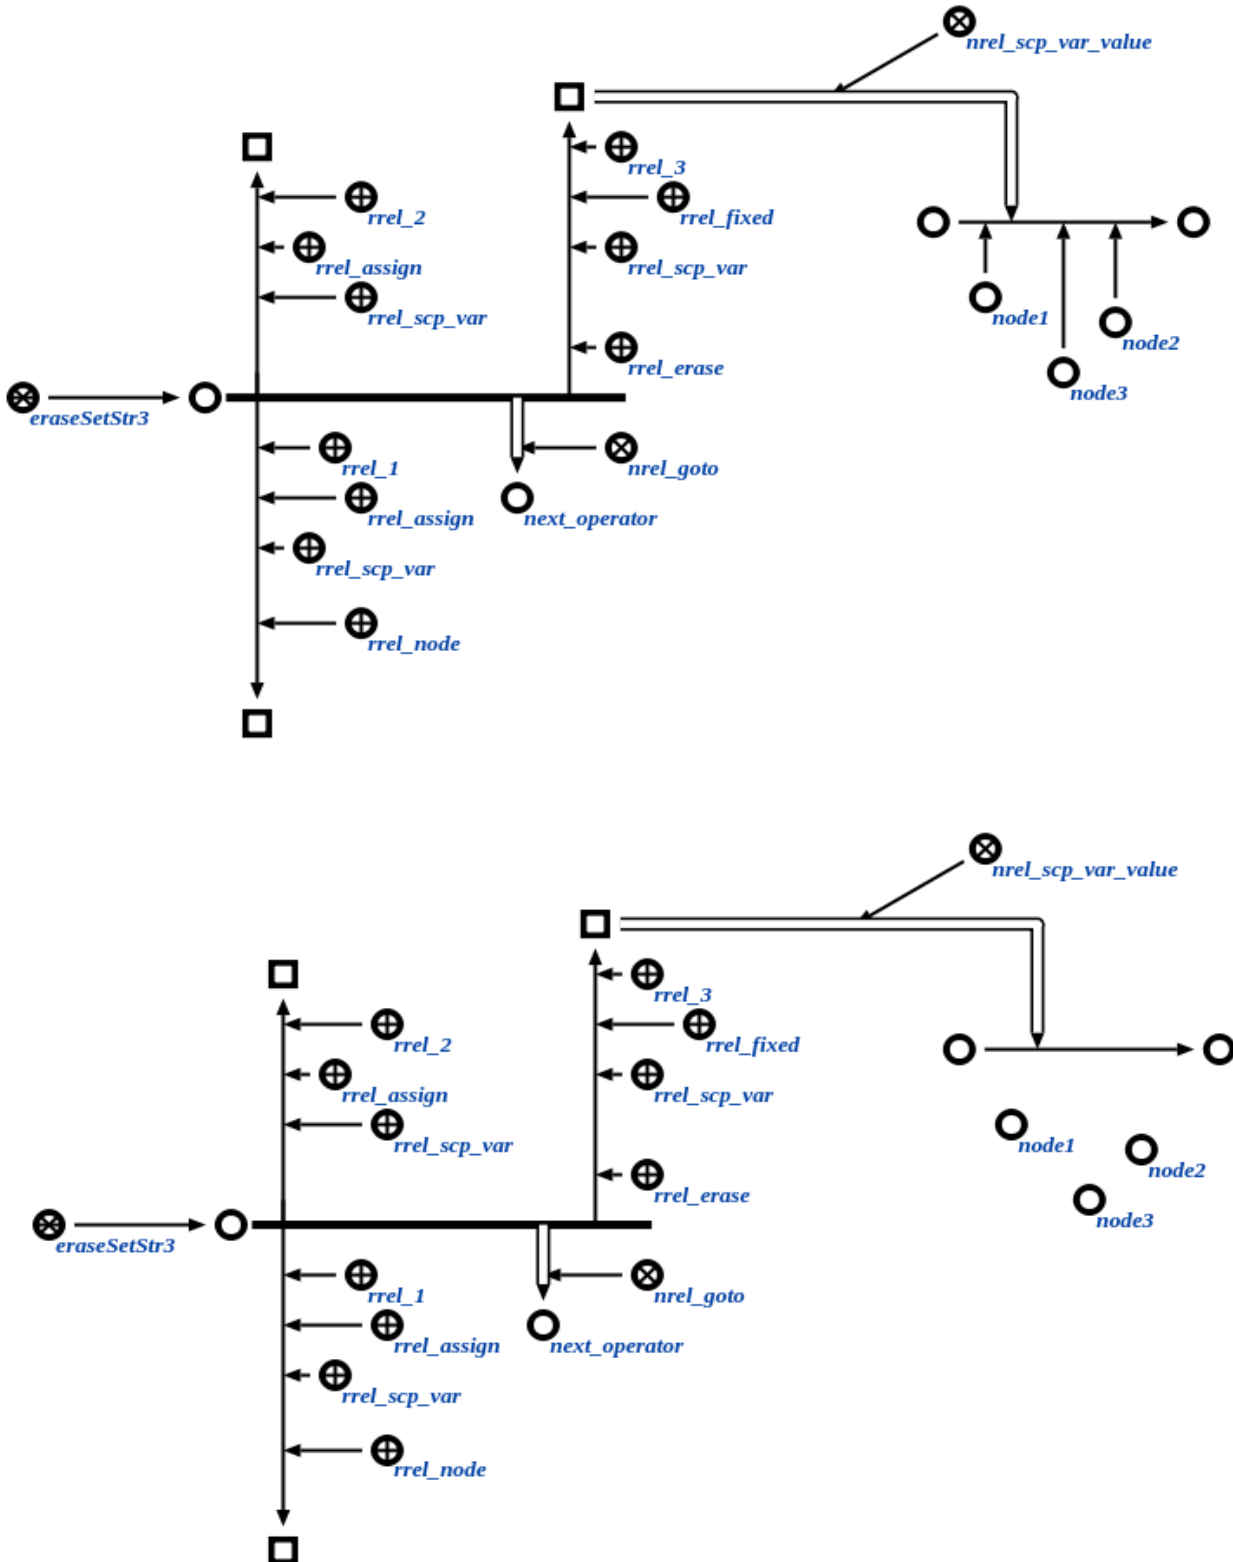 nrel_scp_var_value
rrel_3
rrel_2
rrel_fixed
rrel_assign
rrel_scp_var
rrel_scp_var
node1
node2
rrel_erase
node3
eraseSetStr3
rrel_1
nrel_goto
rrel_assign
next_operator
rrel_scp_var
rrel_node
nrel_scp_var_value
rrel_3
rrel_2
rrel_fixed
rrel_assign
rrel_scp_var
rrel_scp_var
node1
node2
rrel_erase
node3
eraseSetStr3
rrel_1
nrel_goto
rrel_assign
next_operator
rrel_scp_var
rrel_node